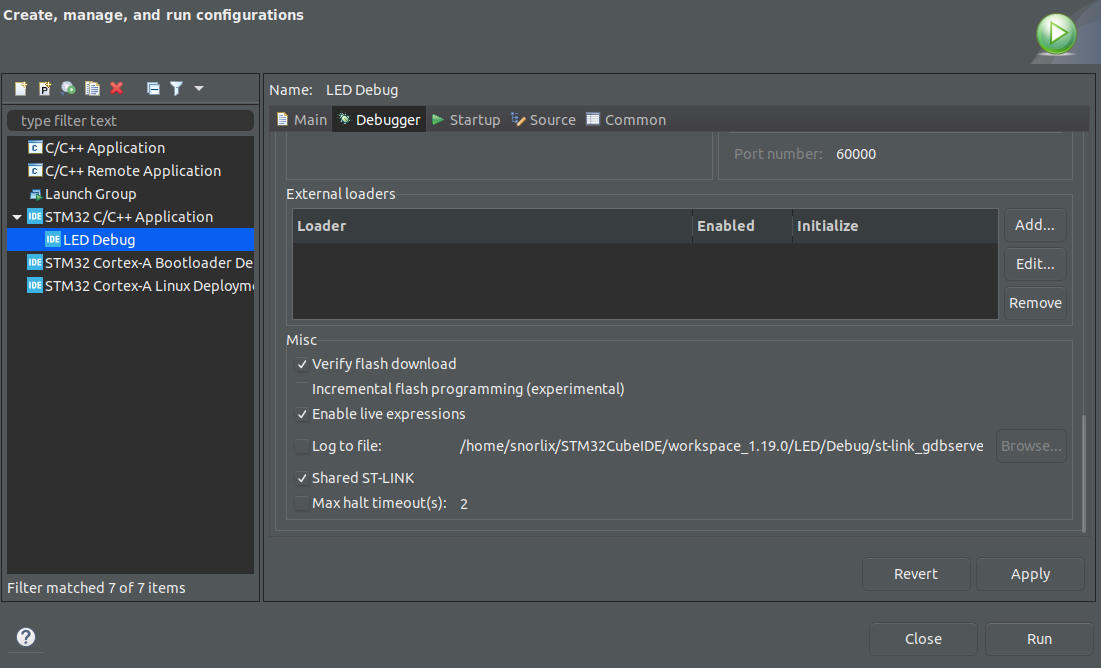 Create, manage, and run configurations
type filter text
C/C++ Application
C/C++ Remote Application
Launch Group
IDE STM32 C/C++ Application
IDE LED Debug
IDE STM32 Cortex-A Bootloader De
IDE STM32 Cortex-A Linux Deployme
Filter matched 7 of 7 items
Name: LED Debug
Main Debugger Startup Source Common
Port number: 60000
External loaders
Loader Enabled Initialize
Add...
Edit...
Remove
Misc
Verify flash download
Incremental flash programming (experimental)
Enable live expressions
Log to file: /home/snorlix/STM32CubeIDE/workspace_1.19.0/LED/Debug/st-link_gdbserve Browse...
Shared ST-LINK
Max halt timeout(s): 2
Revert Apply
? Close Run